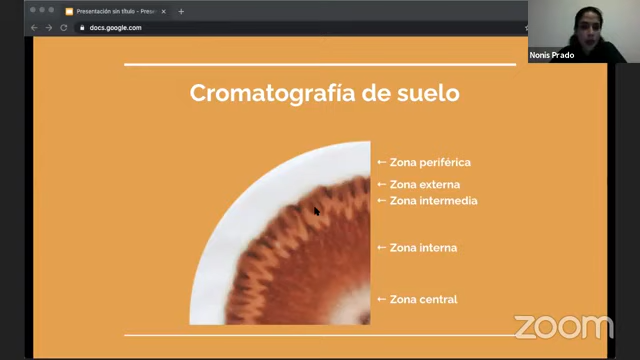 Presentación sin título - Prese
docs.google.com
Nonis Prado
Cromatografía de suelo
← Zona periférica
← Zona externa
← Zona intermedia
← Zona interna
← Zona central
zoom